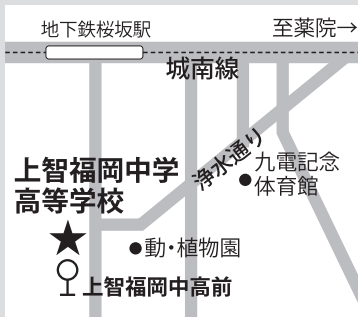 地下鉄桜坂駅
至薬院→
城南線
浄水通り
九電記念
体育館
上智福岡中学
高等学校
動・植物園
上智福岡中高前